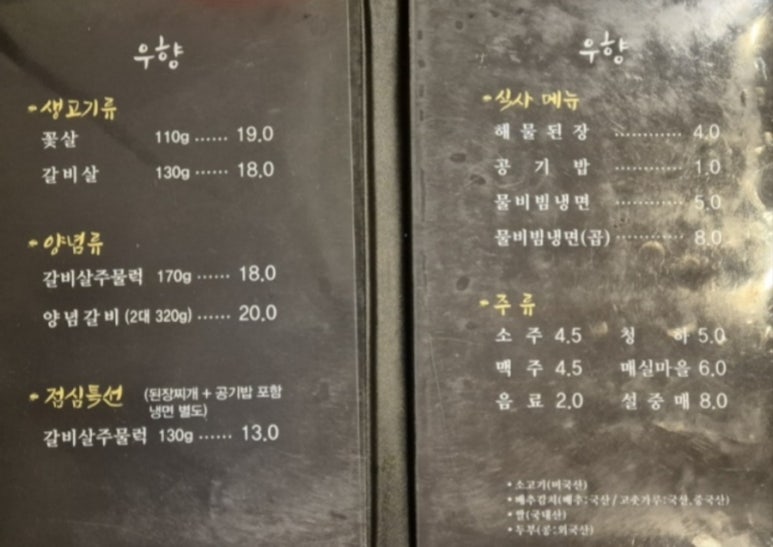 우향
• 생고기류
꽃살 110g ...... 19.0
갈비살 130g ...... 18.0
• 양념류
갈비살주물럭 170g ...... 18.0
양념갈비 (2대 320g) ...... 20.0
• 점심특선 (된장찌개 + 공기밥 포함
냉면 별도)
갈비살주물럭 130g ...... 13.0
우향
• 식사 메뉴
해물된장 ............ 4.0
공기밥 ............ 1.0
물비빔냉면 ............ 5.0
물비빔냉면(곱) ............ 8.0
• 주류
소주 4.5 청하 5.0
맥주 4.5 매실마을 6.0
음료 2.0 설중매 8.0
• 소고기(미국산)
• 배추김치(배추:국산 / 고춧가루:국산,중국산)
• 쌀(국내산)
• 두부(콩:외국산)